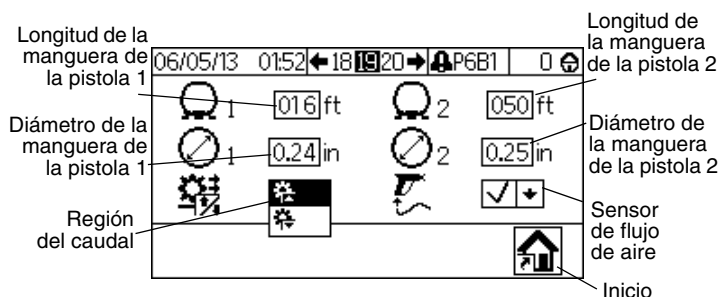 Longitud de la
manguera de
la pistola 1
Longitud de
la manguera
de la pistola 2
06/05/13 01:52 18 19 20 P6B1 0
1 016 ft 2 050 ft
Diámetro de la
manguera de
la pistola 1
1 0.24 in 2 0.25 in
Diámetro de
la manguera
de la pistola 2
Región
del caudal
Sensor
de flujo
de aire
Inicio